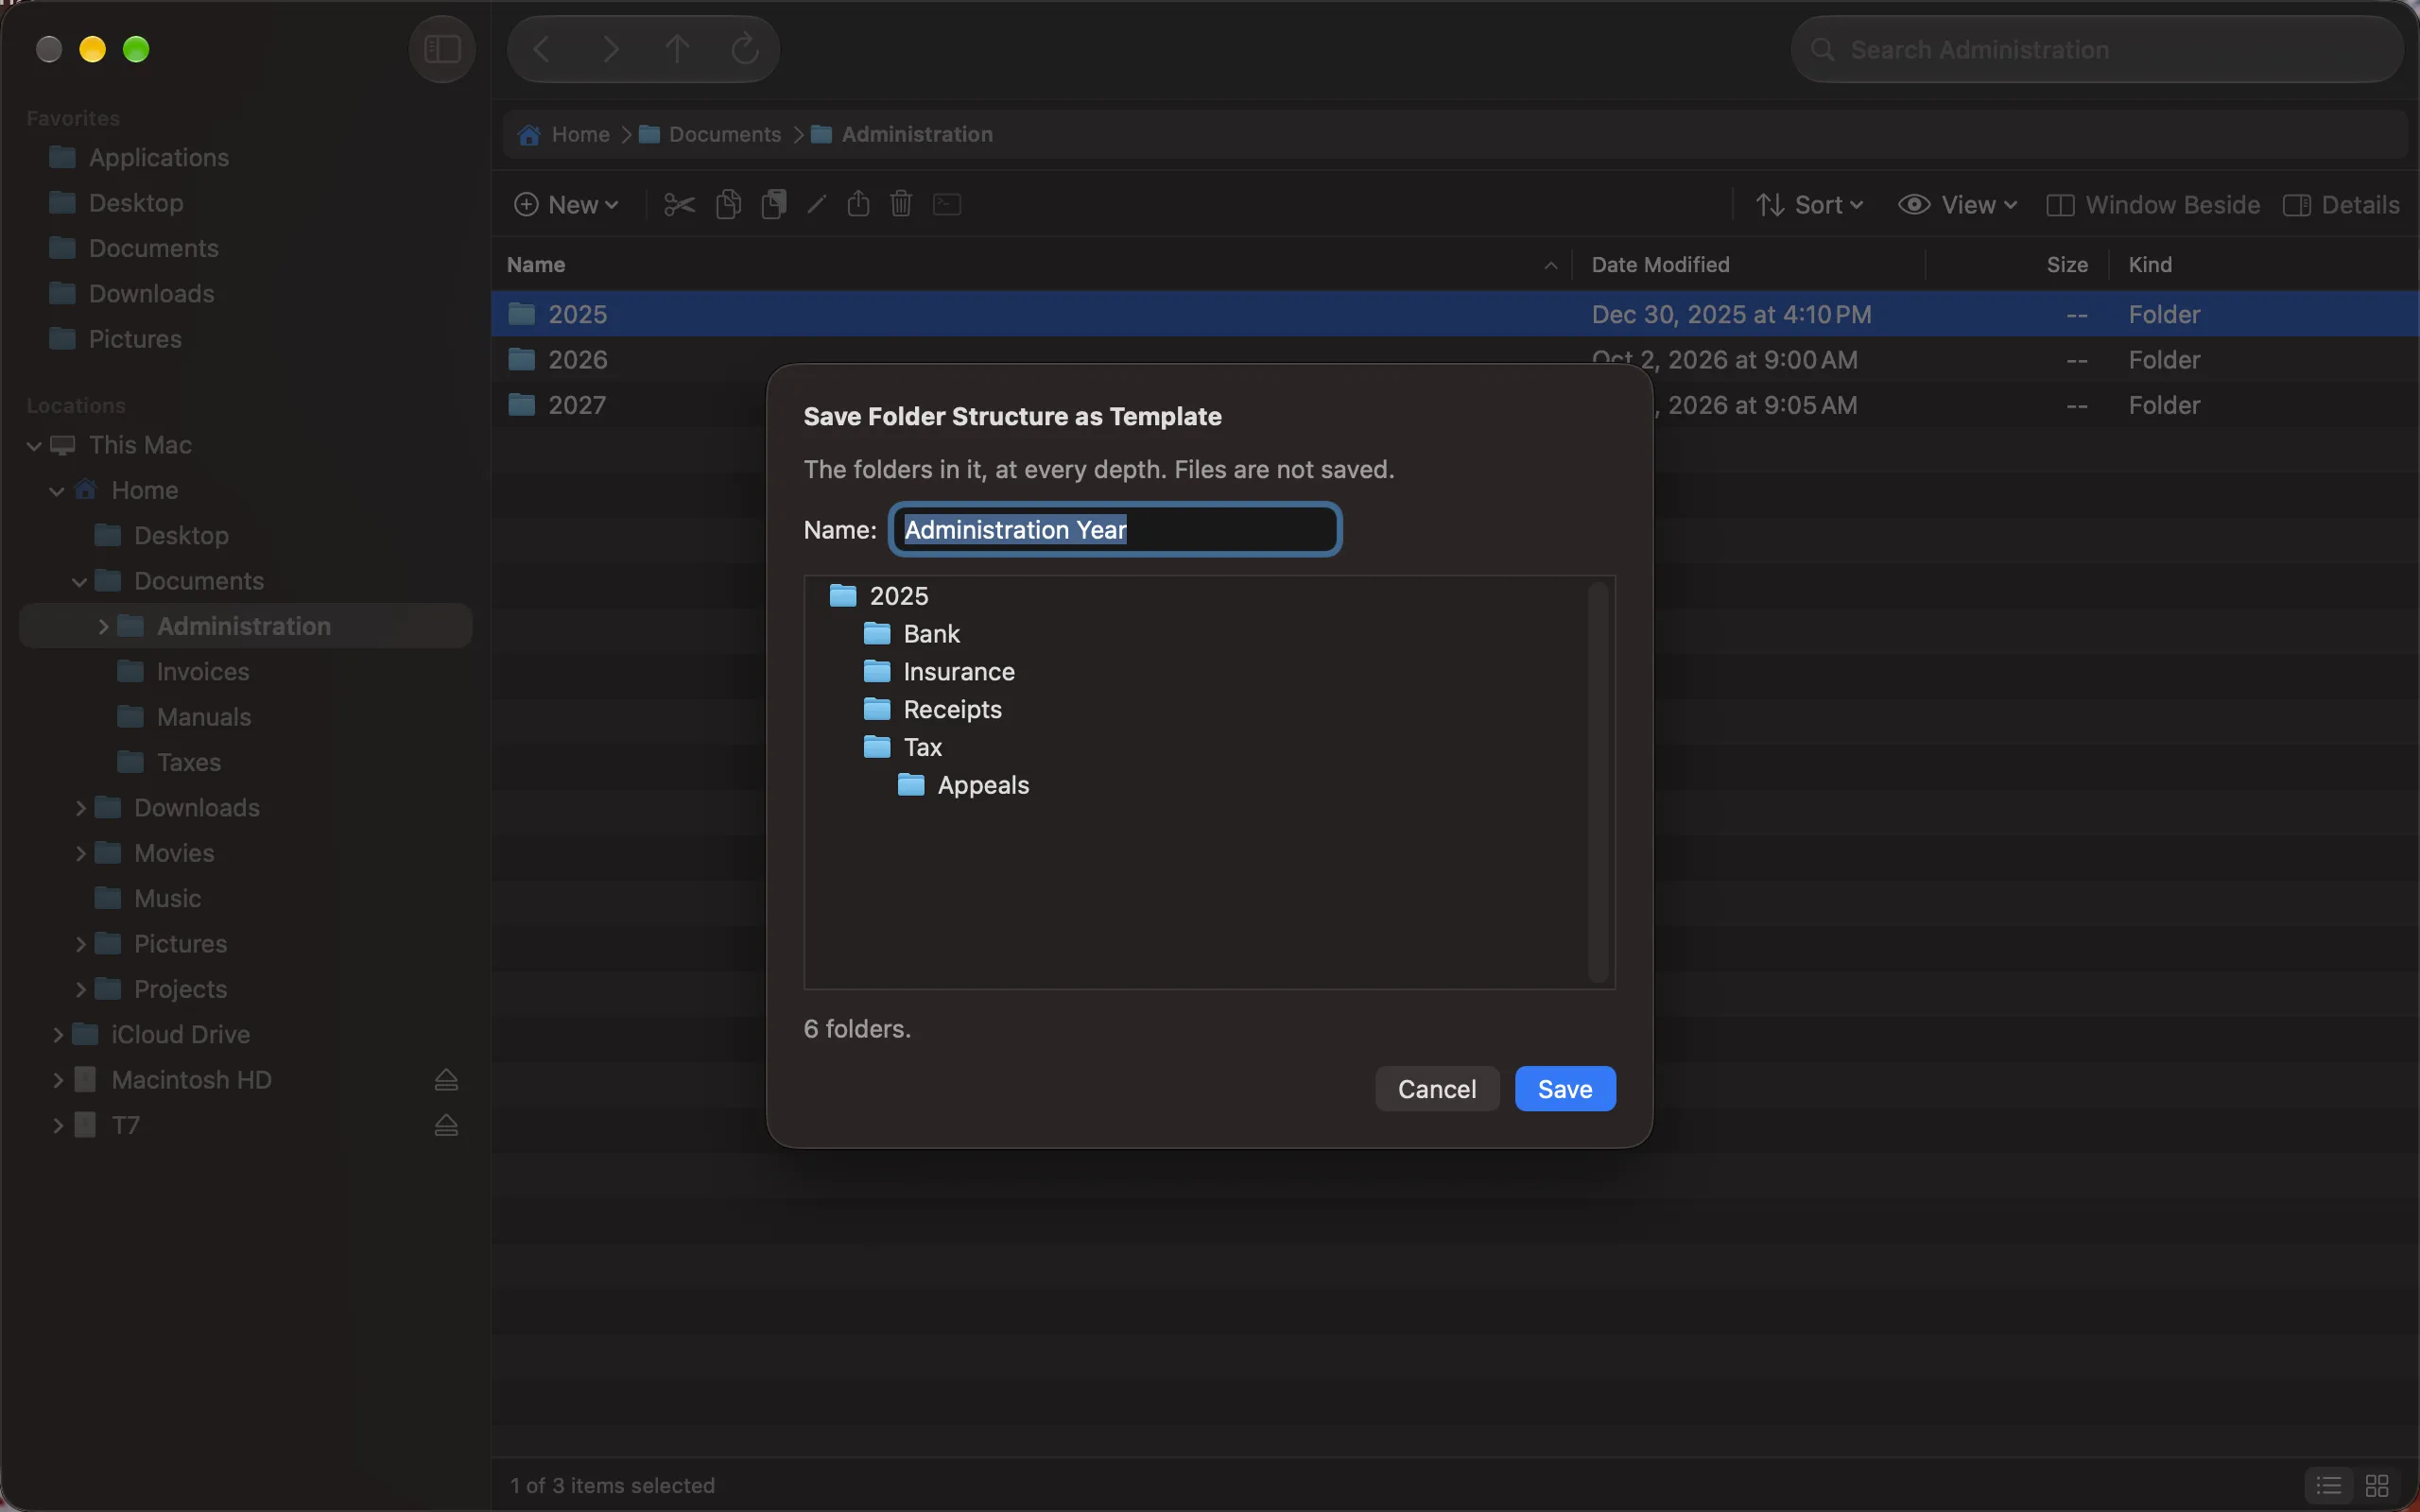 Search Administration
Favorites
Applications
Desktop
Documents
Downloads
Pictures
Locations
This Mac
Home
Desktop
Documents
Administration
Invoices
Manuals
Taxes
Downloads
Movies
Music
Pictures
Projects
iCloud Drive
Macintosh HD
T7
Home Documents Administration
New Sort View Window Beside Details
Name Date Modified Size Kind
2025 Dec 30, 2025 at 4:10 PM -- Folder
2026 Oct 2, 2026 at 9:00 AM -- Folder
2027 , 2026 at 9:05 AM -- Folder
Save Folder Structure as Template
The folders in it, at every depth. Files are not saved.
Name: Administration Year
2025
Bank
Insurance
Receipts
Tax
Appeals
6 folders.
Cancel Save
1 of 3 items selected